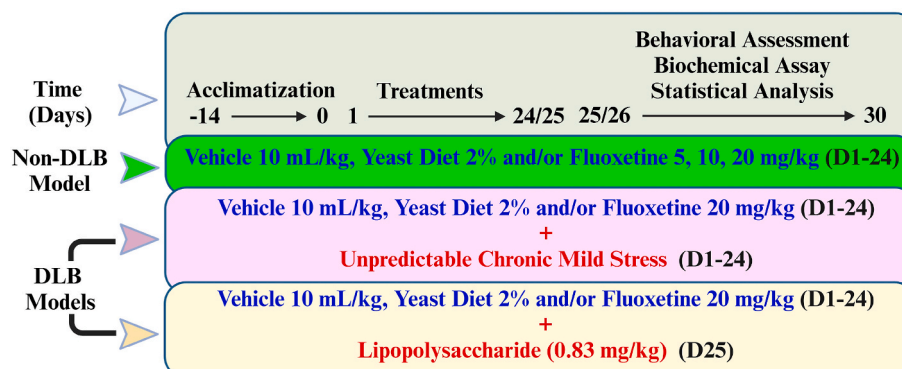 Behavioral Assessment
Biochemical Assay
Statistical Analysis
Time
(Days)
Acclimatization
Treatments
-14 0 1 24/25 25/26 30
Non-DLB
Model
Vehicle 10 mL/kg, Yeast Diet 2% and/or Fluoxetine 5, 10, 20 mg/kg (D1-24)
DLB
Models
Vehicle 10 mL/kg, Yeast Diet 2% and/or Fluoxetine 20 mg/kg (D1-24)
+
Unpredictable Chronic Mild Stress (D1-24)
Vehicle 10 mL/kg, Yeast Diet 2% and/or Fluoxetine 20 mg/kg (D1-24)
+
Lipopolysaccharide (0.83 mg/kg) (D25)